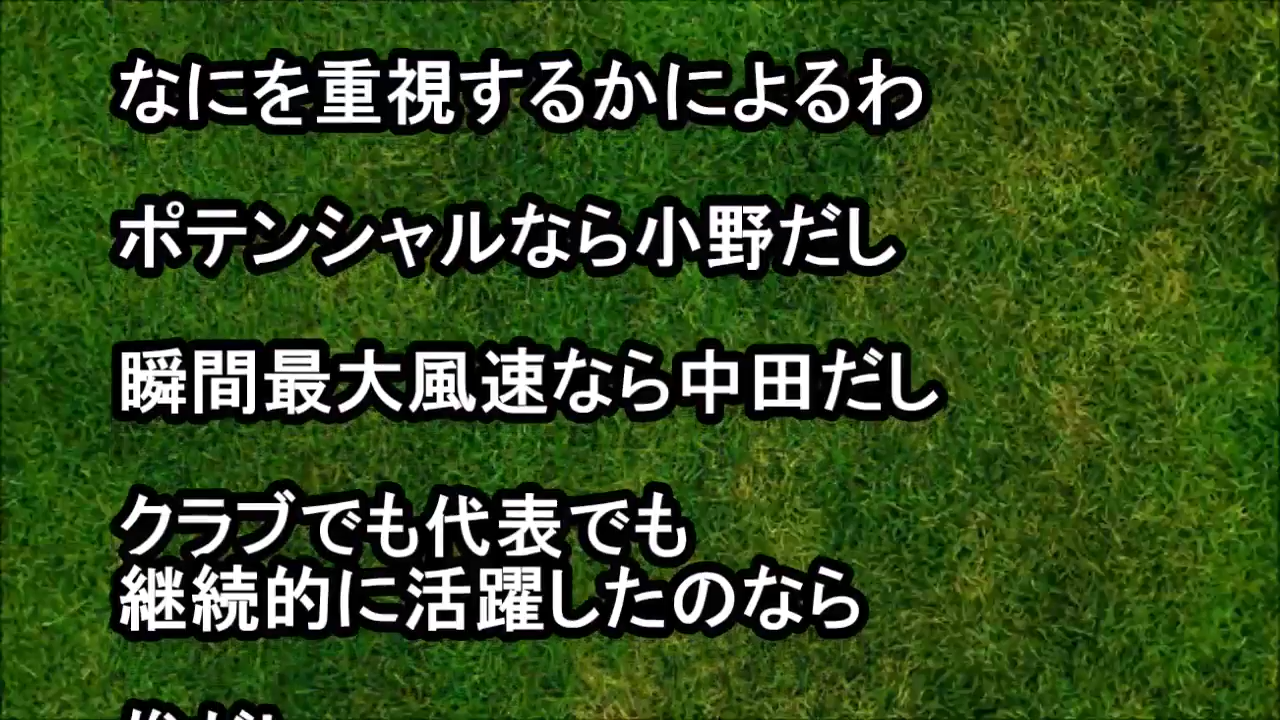 なにを重視するかによるわ
ポテンシャルなら小野だし
瞬間最大風速なら中田だし
クラブでも代表でも
継続的に活躍したのなら